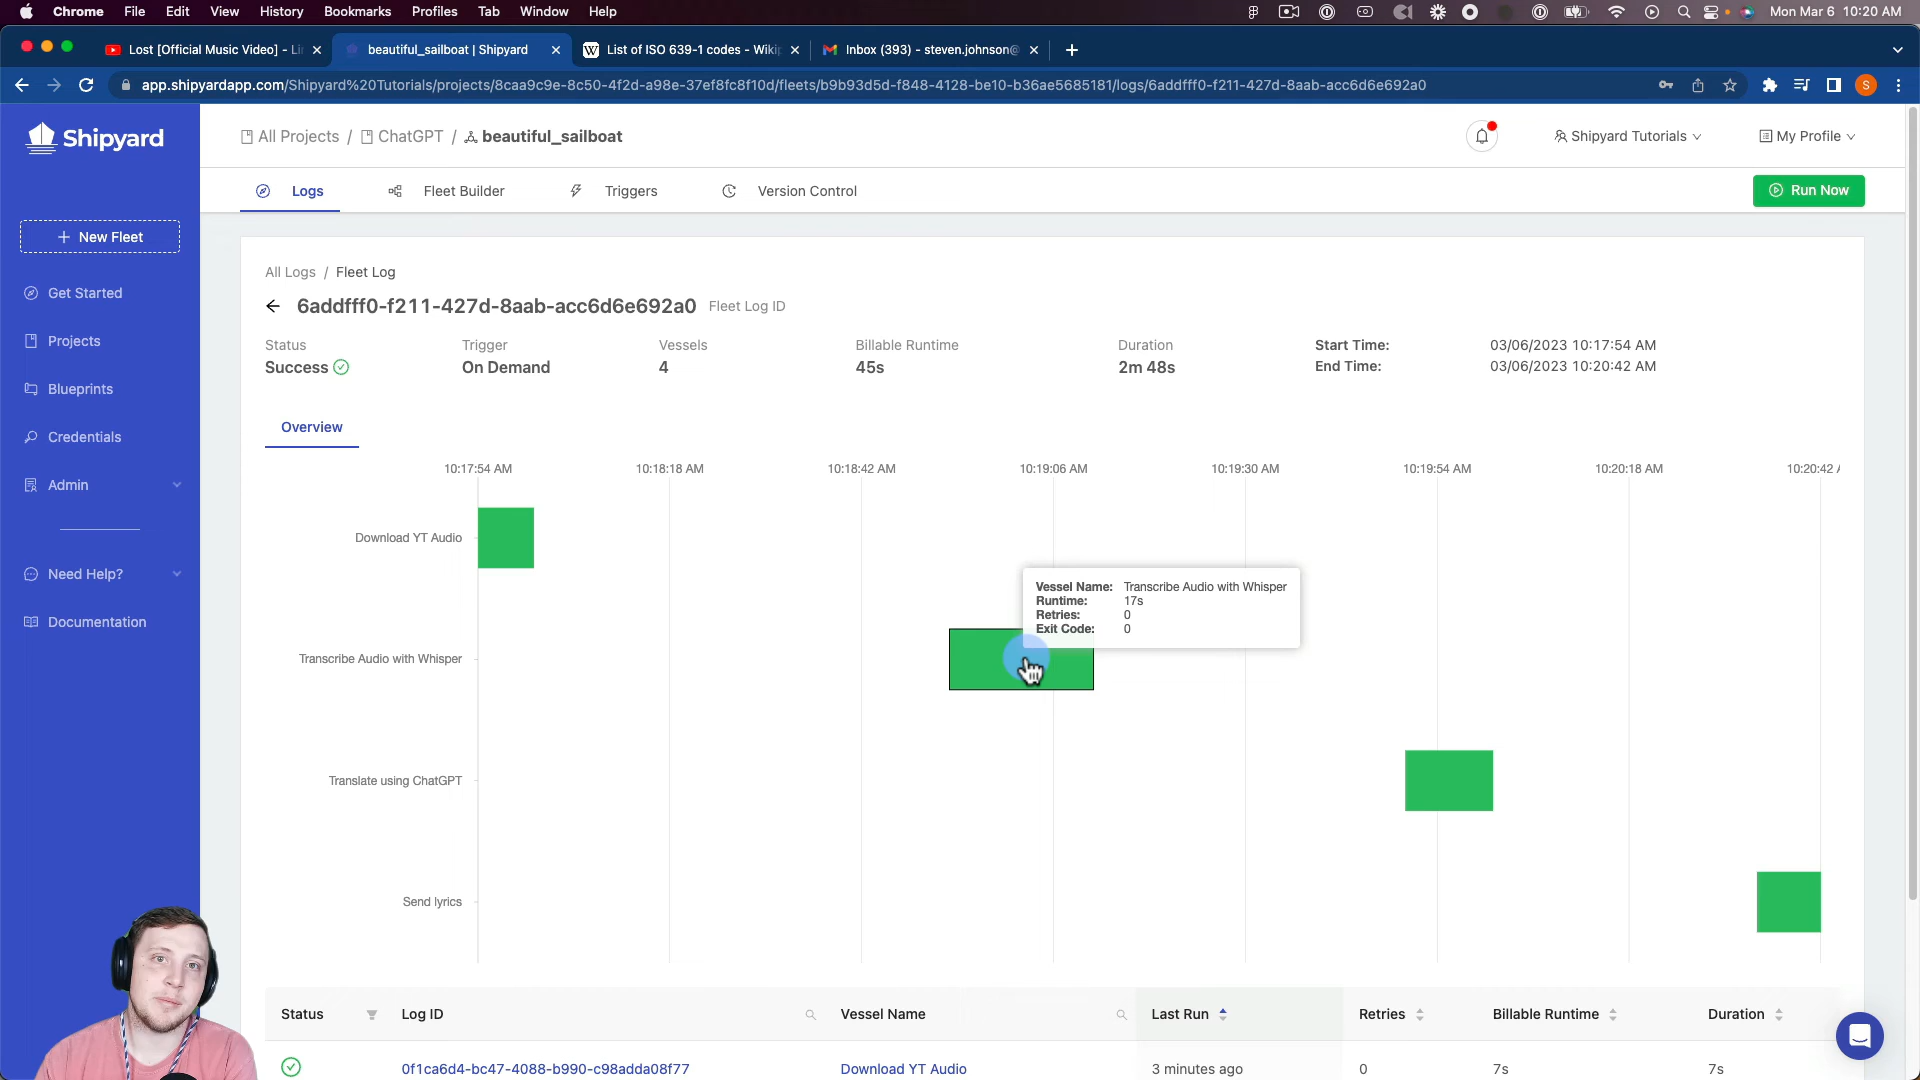 Chrome File Edit View History Bookmarks Profiles Tab Window Help Mon Mar 6 10:20 AM
Lost [Official Music Video] - Li beautiful_sailboat | Shipyard List of ISO 639-1 codes - Wiki Inbox (393) - steven.johnson@
app.shipyardapp.com/Shipyard%20Tutorials/projects/8caa9c9e-8c50-4f2d-a98e-37ef8fc8f10d/fleets/b9b93d5d-f848-4128-be10-b36ae5685181/logs/6addfff0-f211-427d-8aab-acc6d6e692a0 S
Shipyard
All Projects / ChatGPT / beautiful_sailboat
Shipyard Tutorials My Profile
Logs Fleet Builder Triggers Version Control Run Now
+ New Fleet
Get Started
Projects
Blueprints
Credentials
Admin
Need Help?
Documentation
All Logs / Fleet Log
6addfff0-f211-427d-8aab-acc6d6e692a0 Fleet Log ID
Status Trigger Vessels Billable Runtime Duration Start Time: 03/06/2023 10:17:54 AM
Success On Demand 4 45s 2m 48s End Time: 03/06/2023 10:20:42 AM
Overview
10:17:54 AM 10:18:18 AM 10:18:42 AM 10:19:06 AM 10:19:30 AM 10:19:54 AM 10:20:18 AM 10:20:42
Download YT Audio
Vessel Name: Transcribe Audio with Whisper
Runtime: 17s
Retries: 0
Exit Code: 0
Transcribe Audio with Whisper
Translate using ChatGPT
Send lyrics
Status Log ID Vessel Name Last Run Retries Billable Runtime Duration
0f1ca6d4-bc47-4088-b990-c98adda08f77 Download YT Audio 3 minutes ago 0 7s 7s